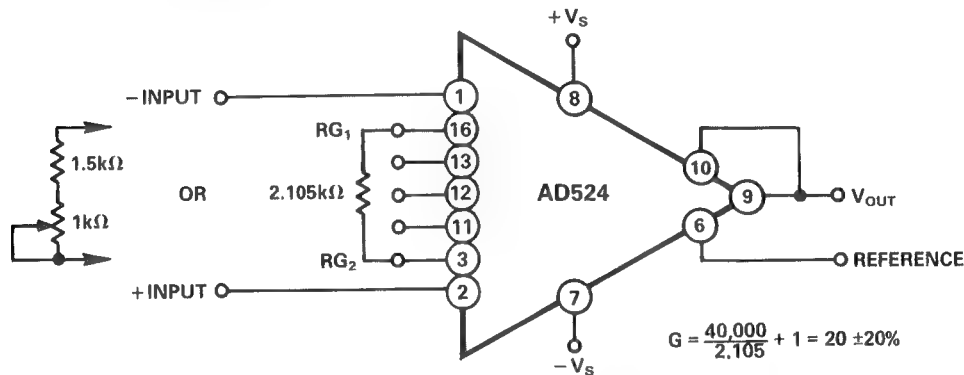 +VS
−INPUT
1
8
RG1
16
1.5kΩ
13
10
OR
2.105kΩ
12
AD524
9
VOUT
1kΩ
11
6
RG2
3
REFERENCE
+INPUT
2
7
G = 40,000 / 2.105 + 1 = 20 ±20%
−VS